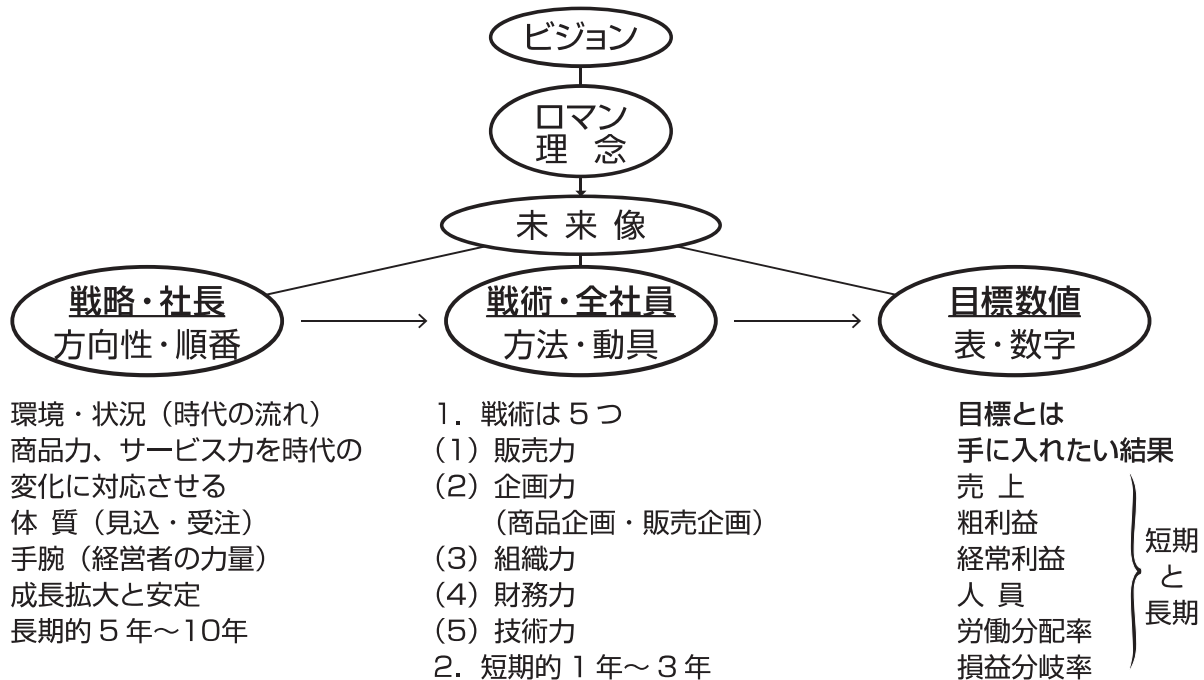 ビジョン
ロマン
理 念
未 来 像
戦略・社長
方向性・順番
戦術・全社員
方法・動具
目標数値
表・数字
環境・状況（時代の流れ）
商品力、サービス力を時代の
変化に対応させる
体 質（見込・受注）
手腕（経営者の力量）
成長拡大と安定
長期的５年～10年
1．戦術は５つ
（1）販売力
（2）企画力
（商品企画・販売企画）
（3）組織力
（4）財務力
（5）技術力
2．短期的１年～３年
目標とは
手に入れたい結果
売 上
粗利益
経常利益
人 員
労働分配率
損益分岐率
短期
と
長期